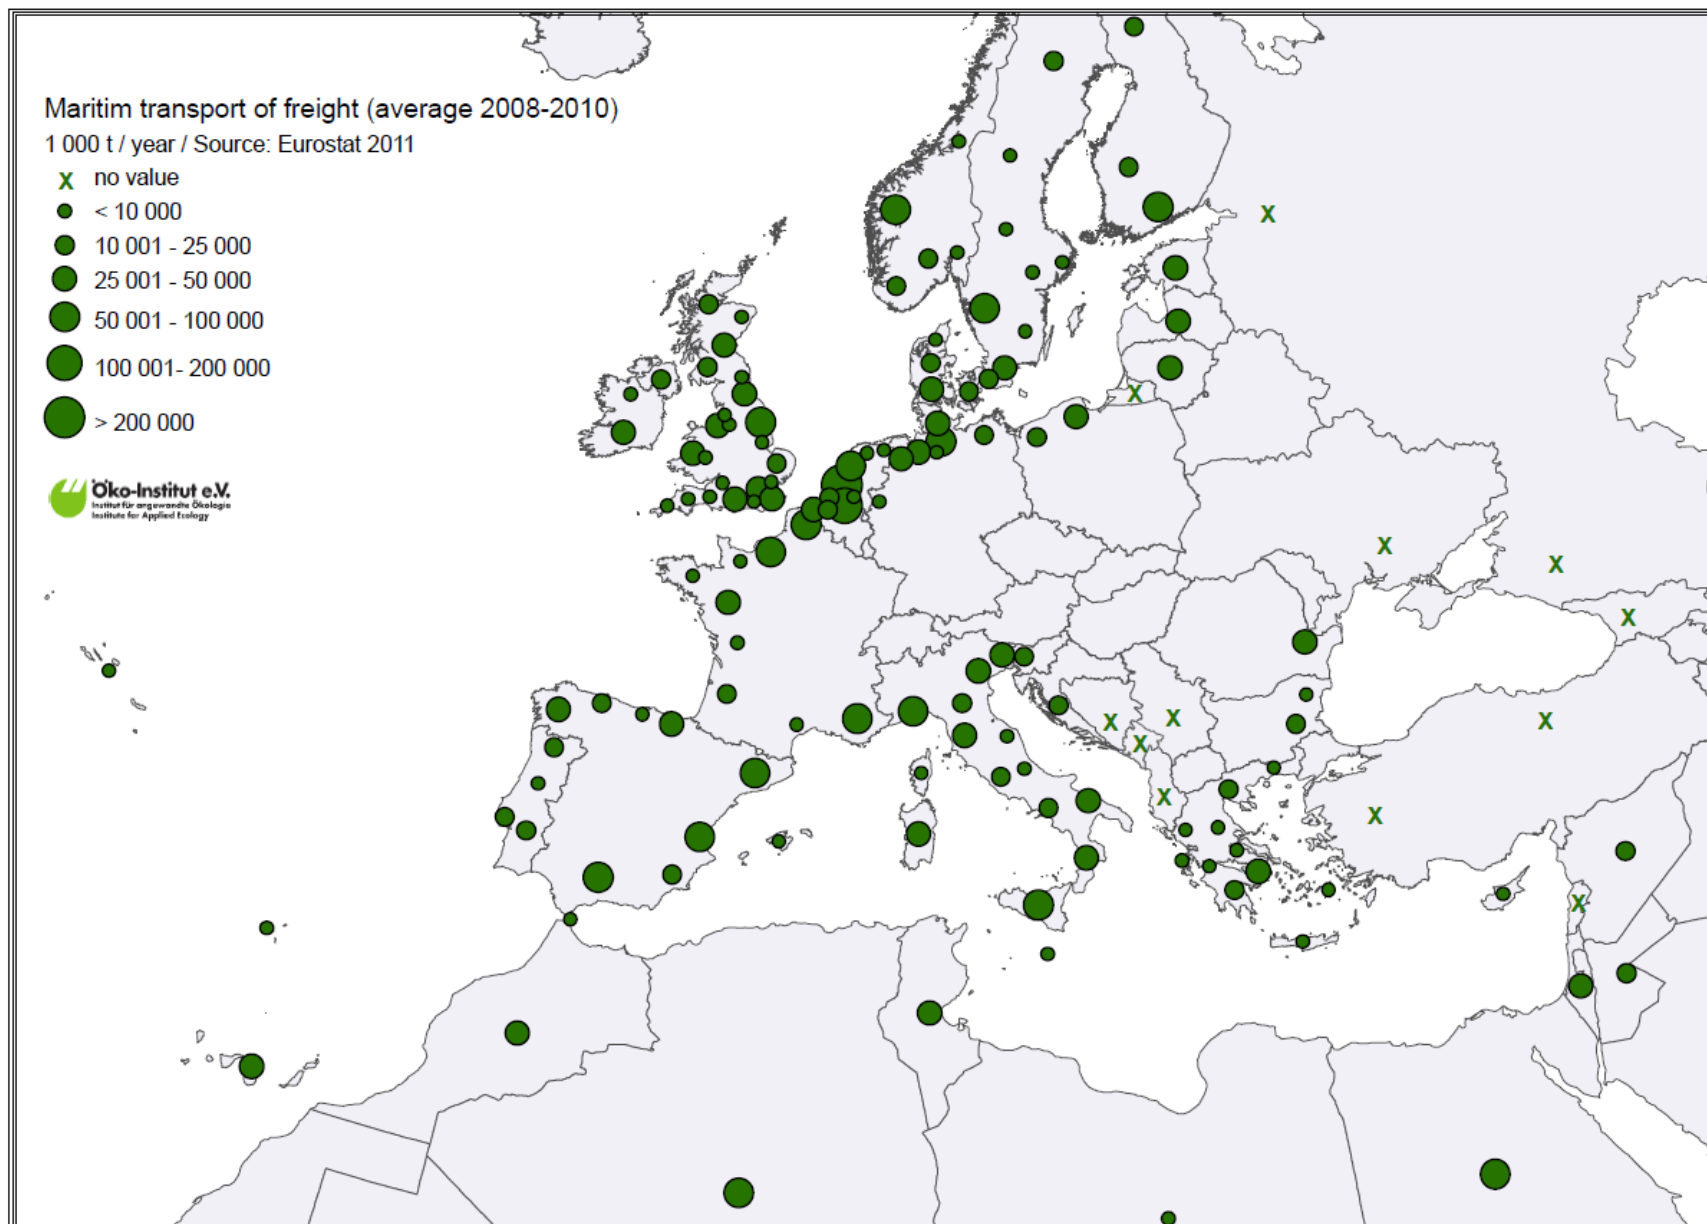 Maritim transport of freight (average 2008-2010)
1 000 t / year / Source: Eurostat 2011
x no value
< 10 000
10 001 - 25 000
25 001 - 50 000
50 001 - 100 000
100 001- 200 000
> 200 000
Öko-Institut e.V.
Institut für angewandte Ökologie
Institute for Applied Ecology
x
x
x
x
x
x
x
x
x
x
x
x